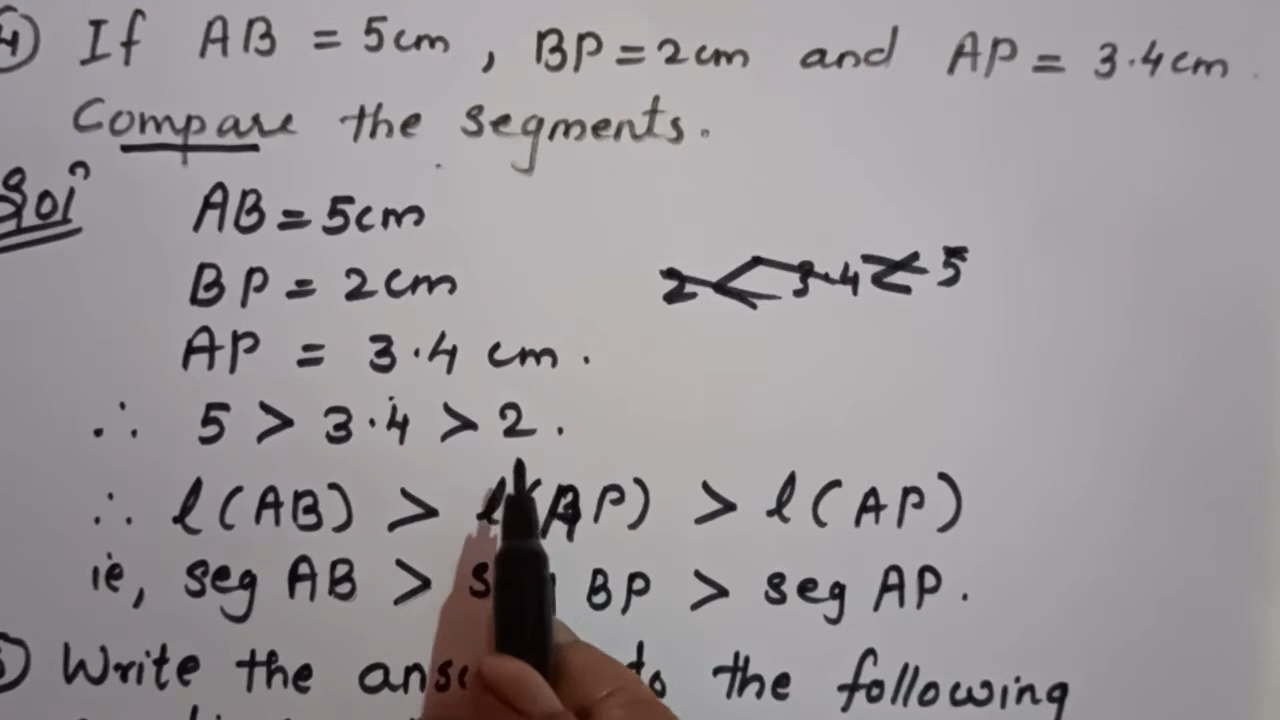 4) If AB = 5cm, BP = 2cm and AP = 3.4cm
Compare the segments.
Solⁿ AB = 5cm
BP = 2cm
2 < 3.4 < 5
AP = 3.4 cm.
∴ 5 > 3.4 > 2.
∴ l(AB) > l( P) > l(AP)
ie, seg AB > BP > seg AP.
Write the to the following